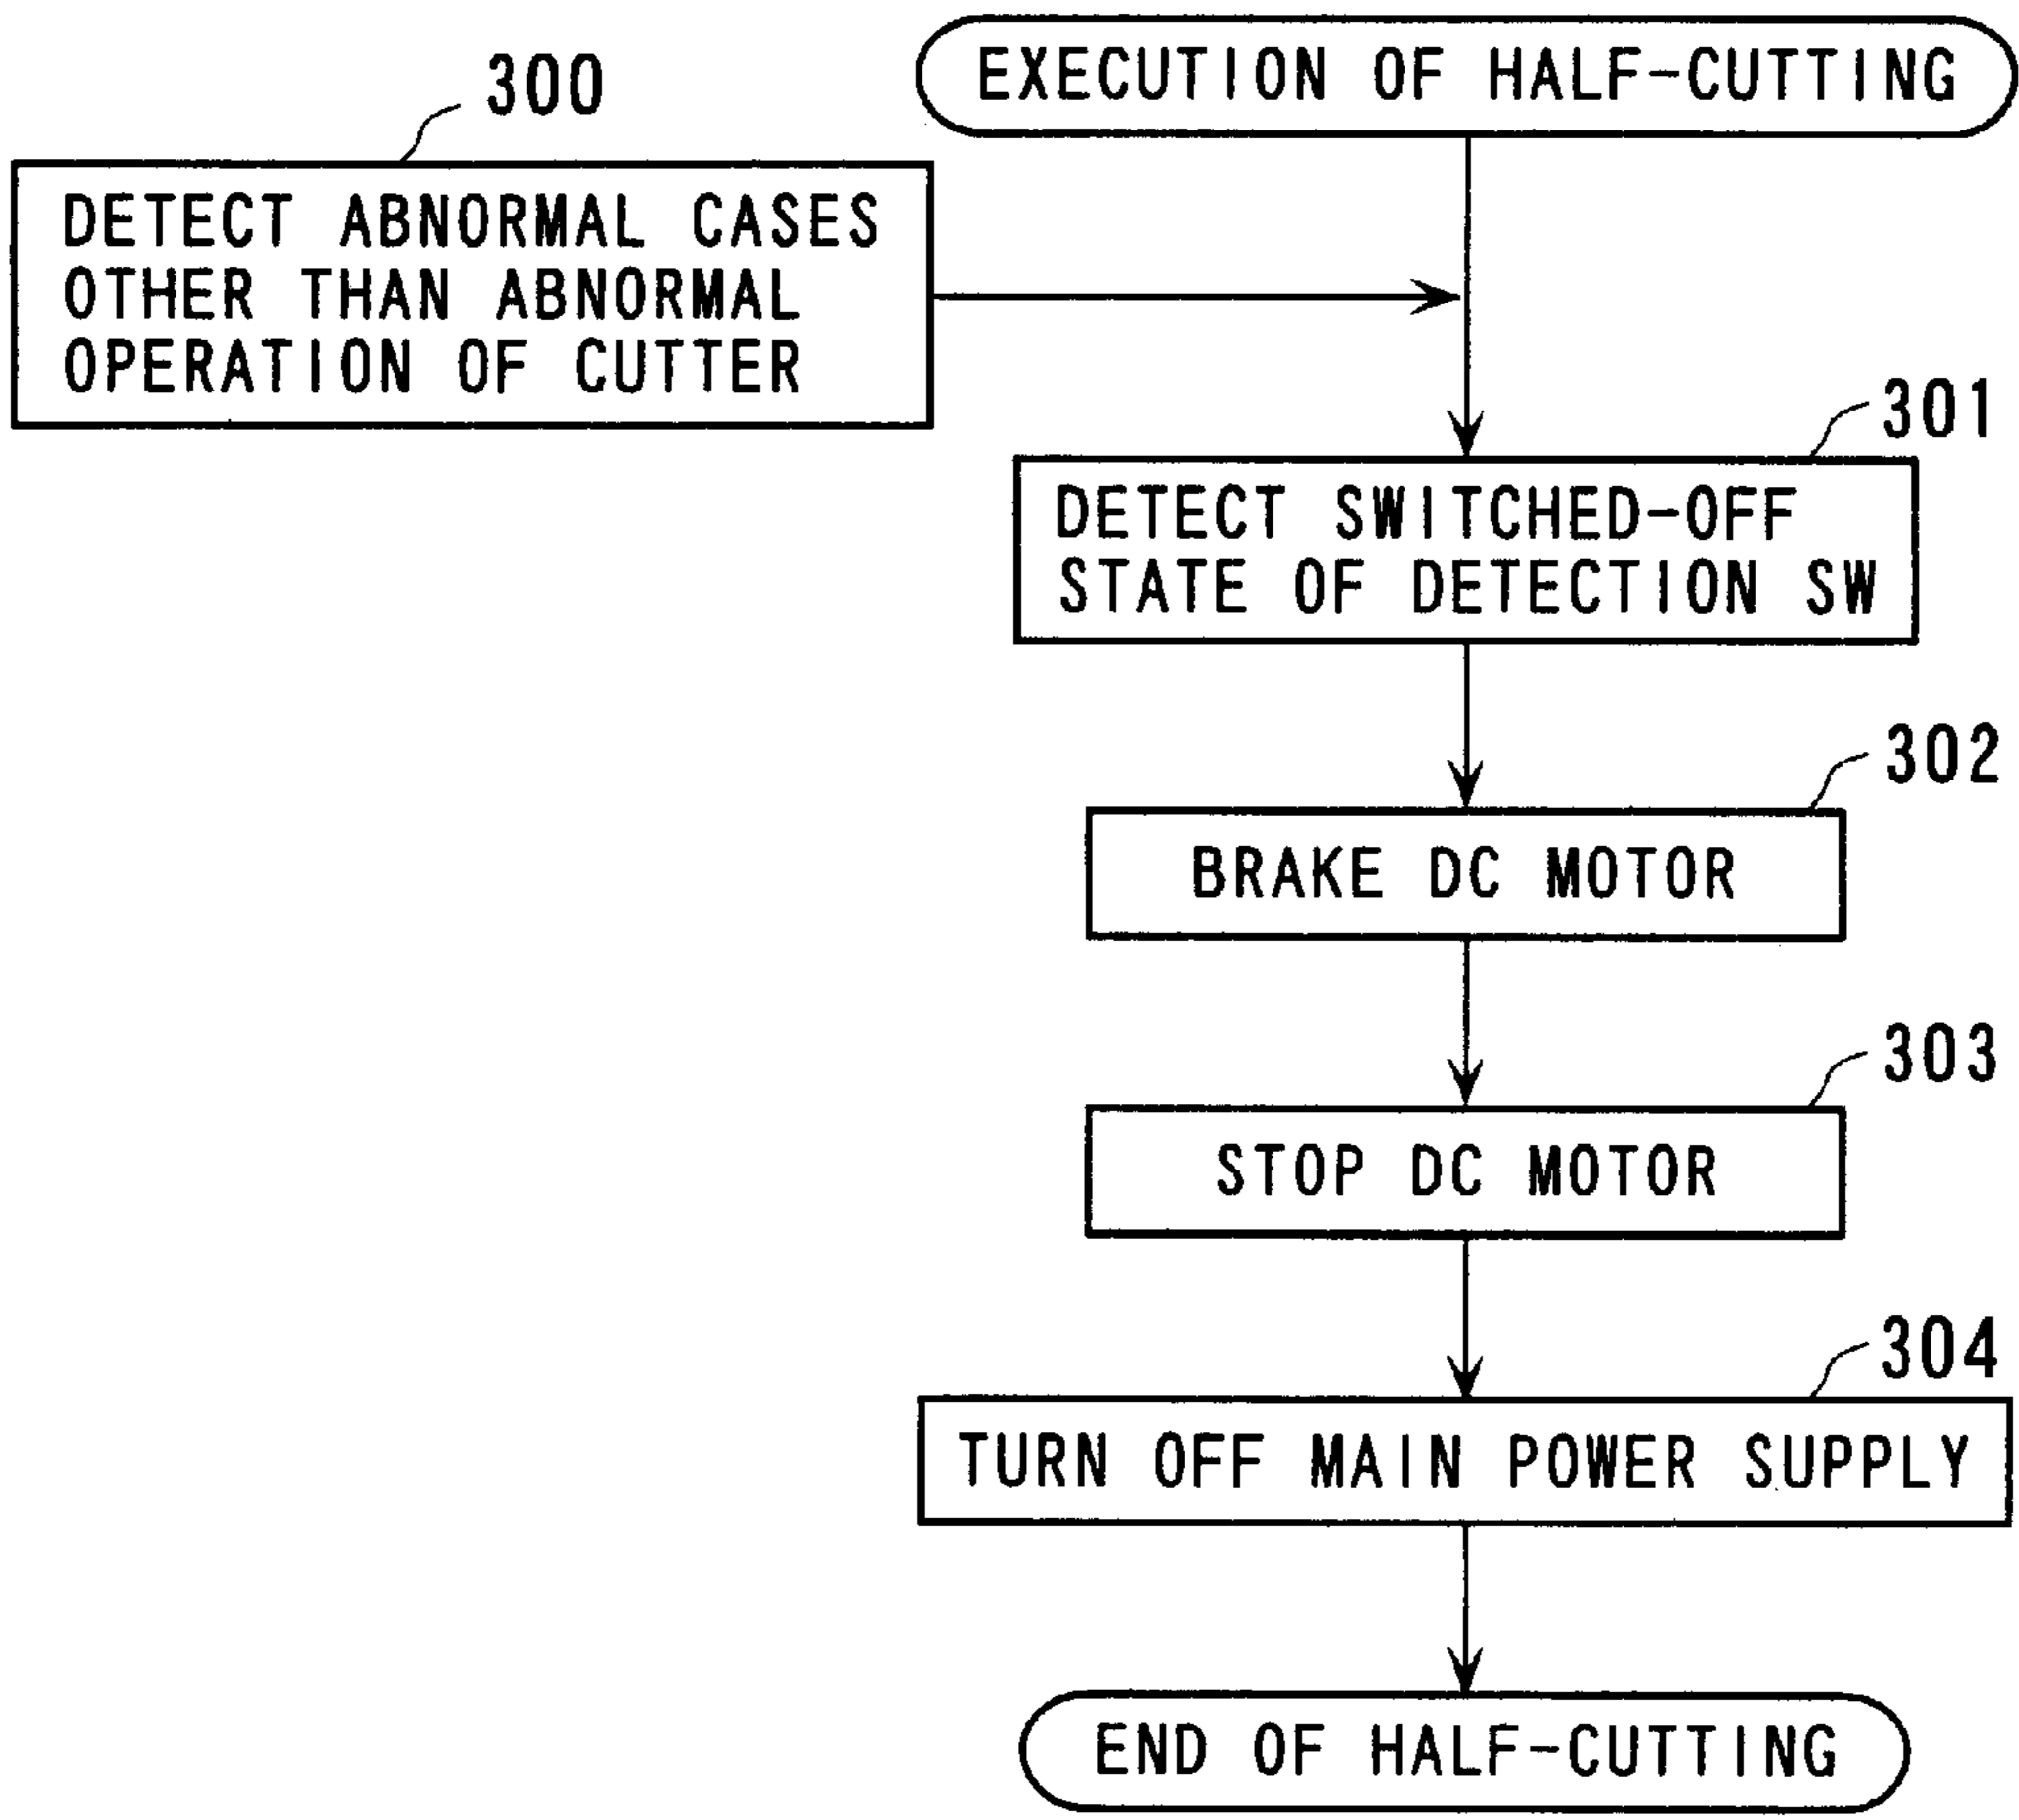 EXECUTION OF HALF-CUTTING
300
DETECT ABNORMAL CASES
OTHER THAN ABNORMAL
OPERATION OF CUTTER
301
DETECT SWITCHED-OFF
STATE OF DETECTION SW
302
BRAKE DC MOTOR
303
STOP DC MOTOR
304
TURN OFF MAIN POWER SUPPLY
END OF HALF-CUTTING